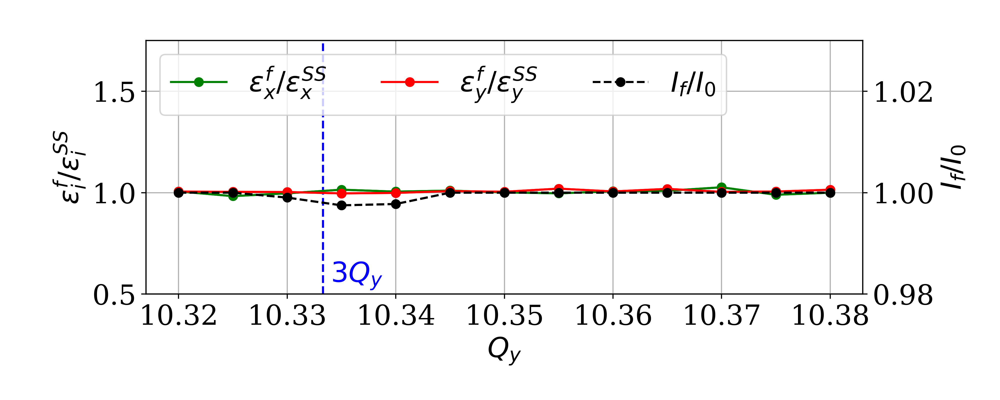 ε_x^f/ε_x^{SS} ε_y^f/ε_y^{SS} I_f/I_0
1.5
1.0
0.5
ε_i^f/ε_i^{SS}
1.02
1.00
0.98
I_f/I_0
3Q_y
10.32 10.33 10.34 10.35 10.36 10.37 10.38
Q_y